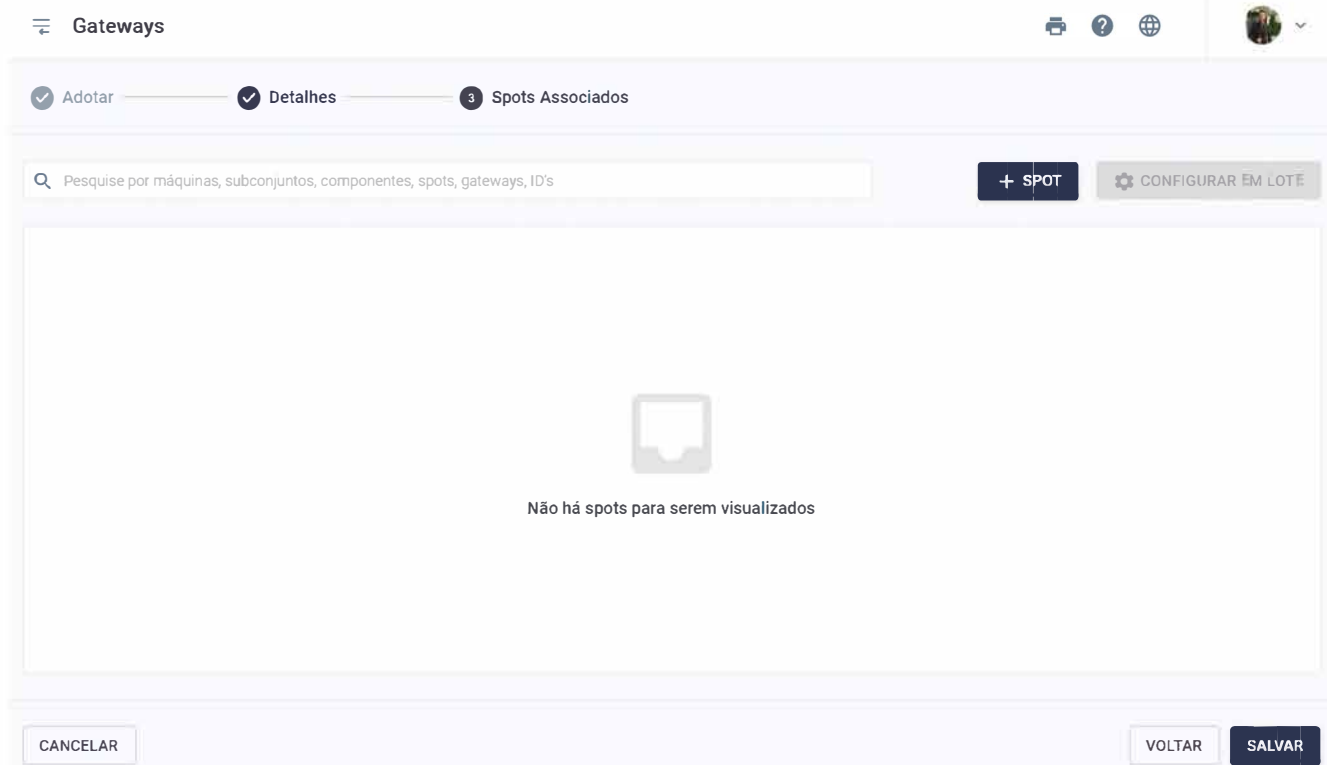 Gateways
Adotar Detalhes 3 Spots Associados
Pesquise por máquinas, subconjuntos, componentes, spots, gateways, ID's
+ SPOT CONFIGURAR EM LOTE
Não há spots para serem visualizados
CANCELAR VOLTAR SALVAR